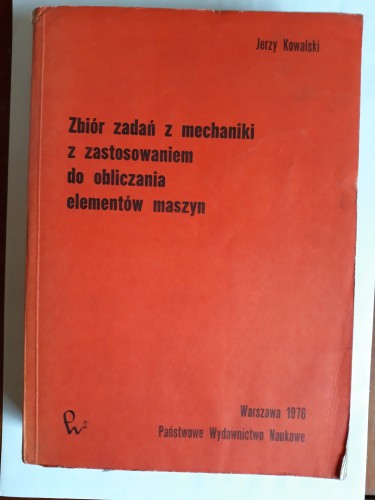 Jerzy Kowalski
Zbiór zadań z mechaniki
z zastosowaniem
do obliczania
elementów maszyn
Warszawa 1976
Państwowe Wydawnictwo Naukowe